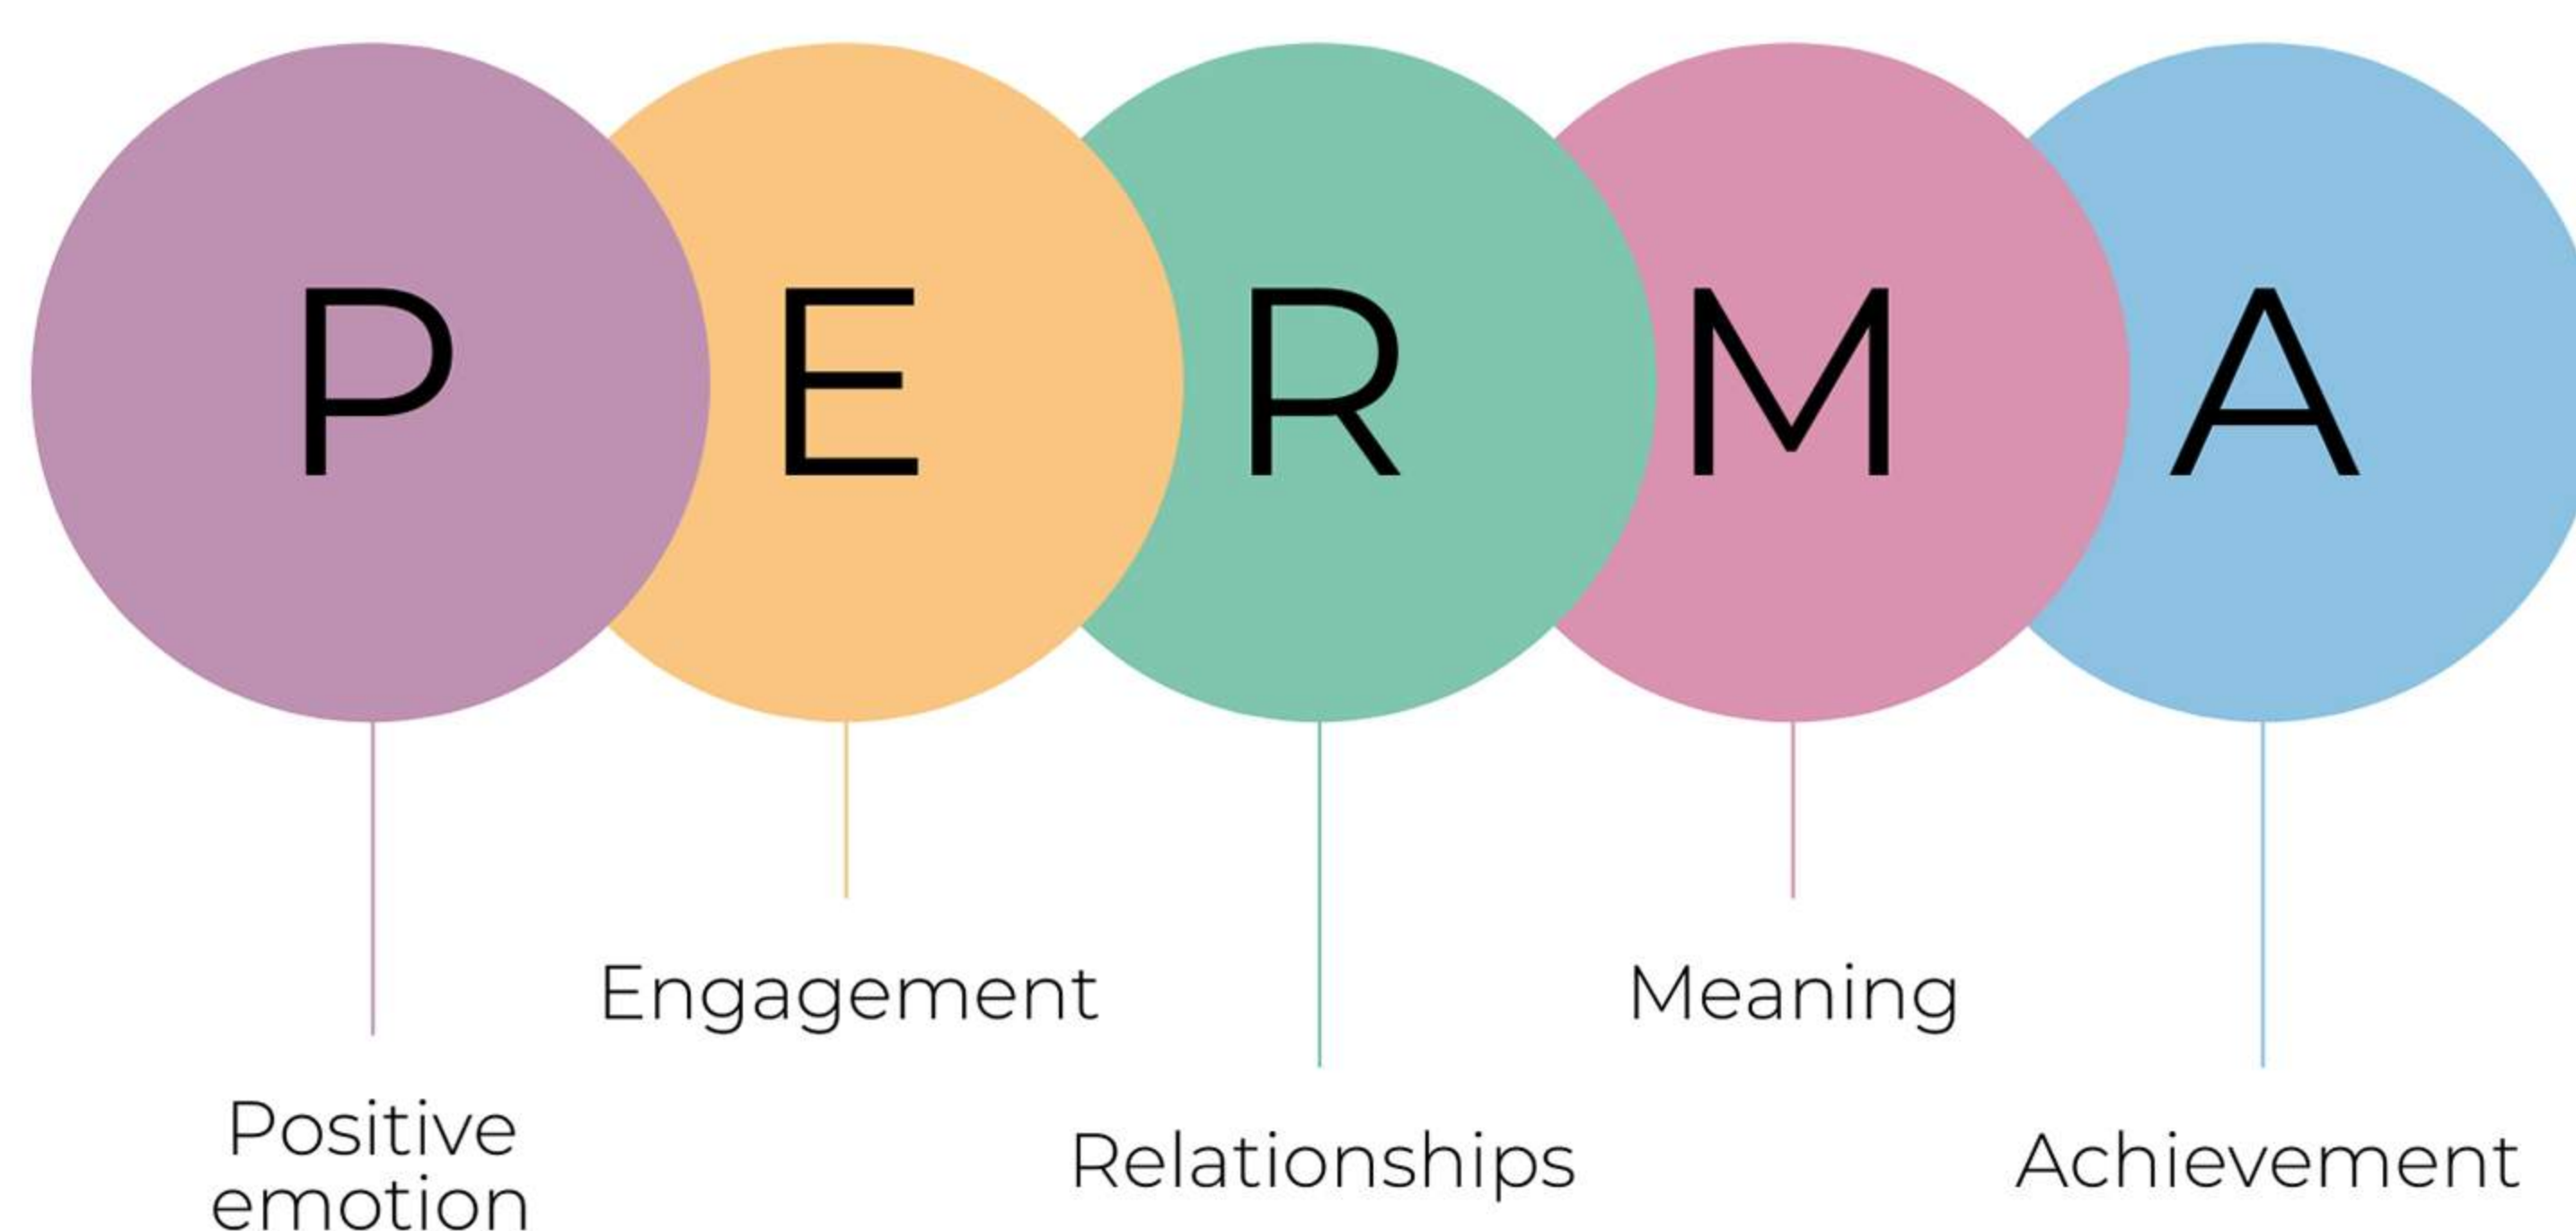 P E R M A
Engagement
Meaning
Positive
emotion
Relationships
Achievement